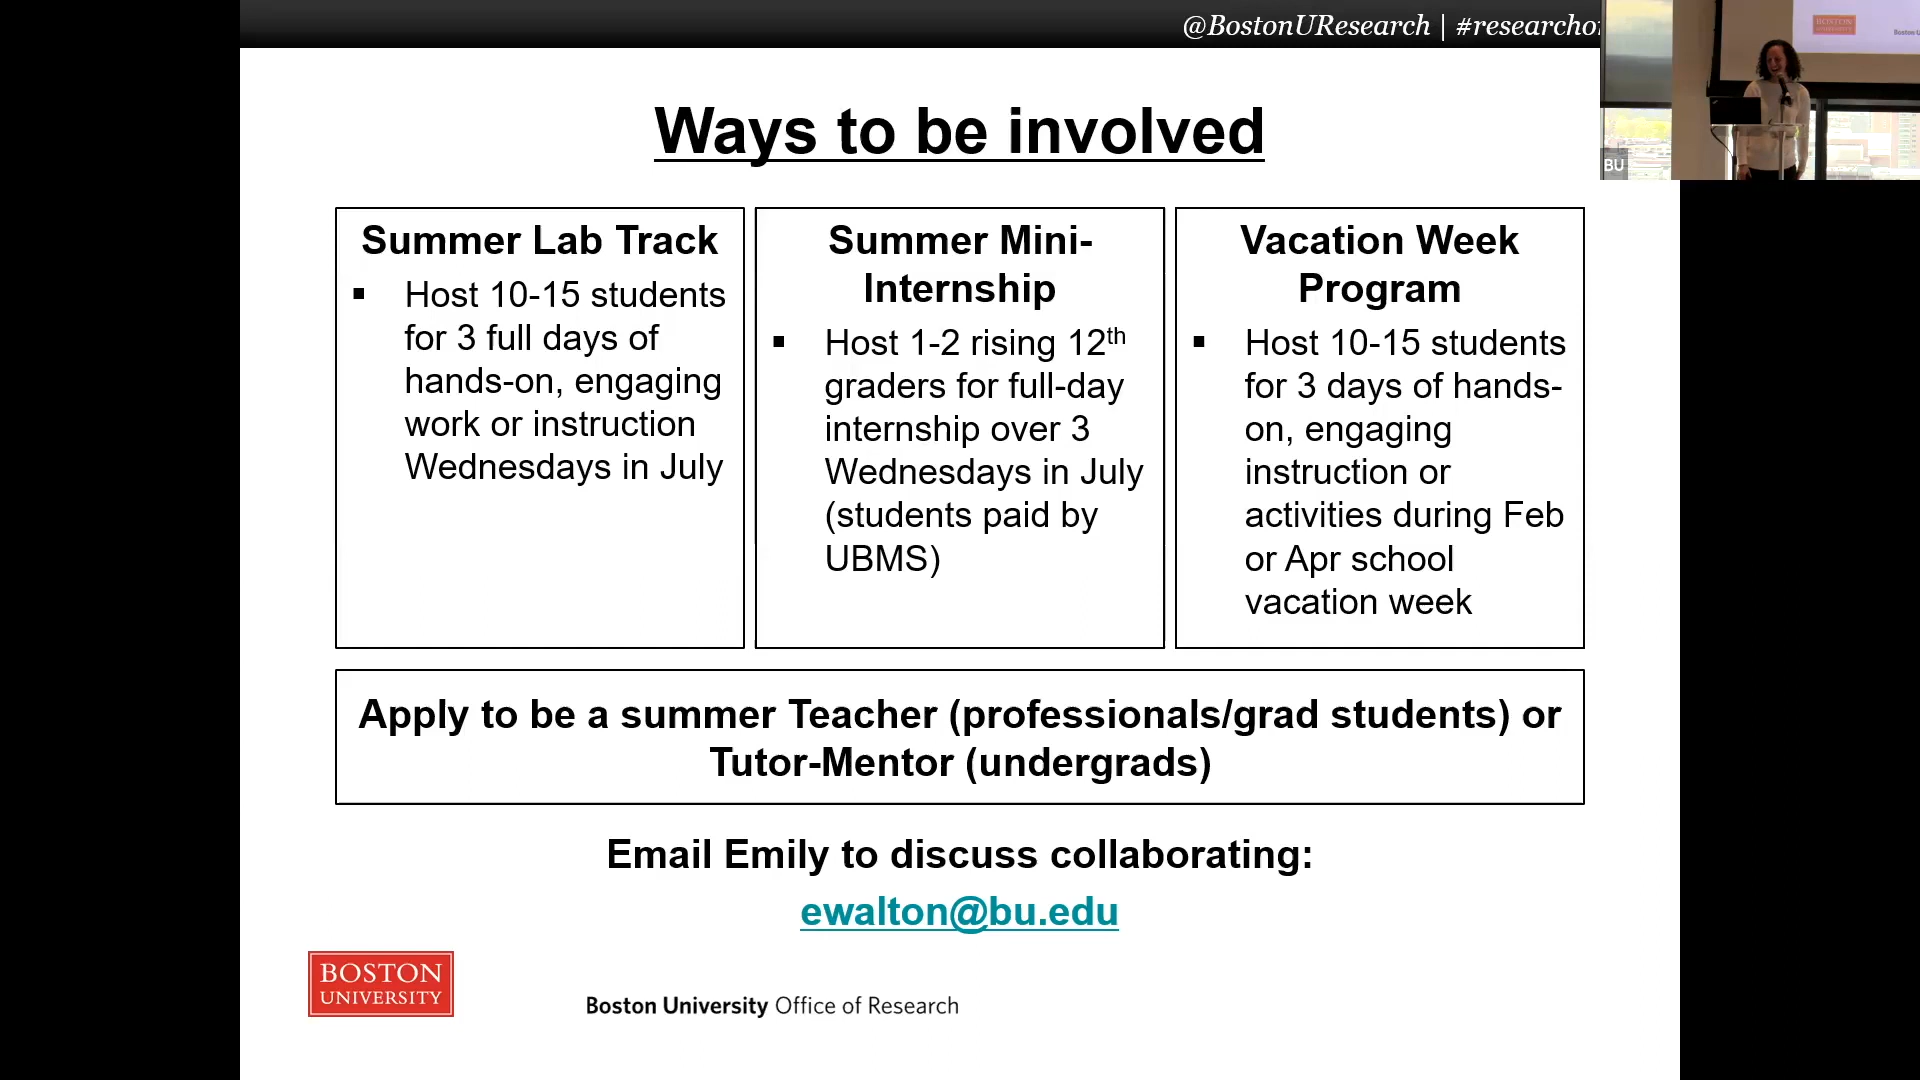 @BostonUResearch |
Ways to be involved
Summer Lab Track
▪ Host 10-15 students
for 3 full days of
hands-on, engaging
work or instruction
Wednesdays in July
Summer Mini-
Internship
▪ Host 1-2 rising 12th
graders for full-day
internship over 3
Wednesdays in July
(students paid by
UBMS)
Vacation Week
Program
▪ Host 10-15 students
for 3 days of hands-
on, engaging
instruction or
activities during Feb
or Apr school
vacation week
Apply to be a summer Teacher (professionals/grad students) or
Tutor-Mentor (undergrads)
Email Emily to discuss collaborating:
ewalton@bu.edu
BOSTON
UNIVERSITY
Boston University Office of Research
BU
BOSTON
UNIVERSITY
Boston